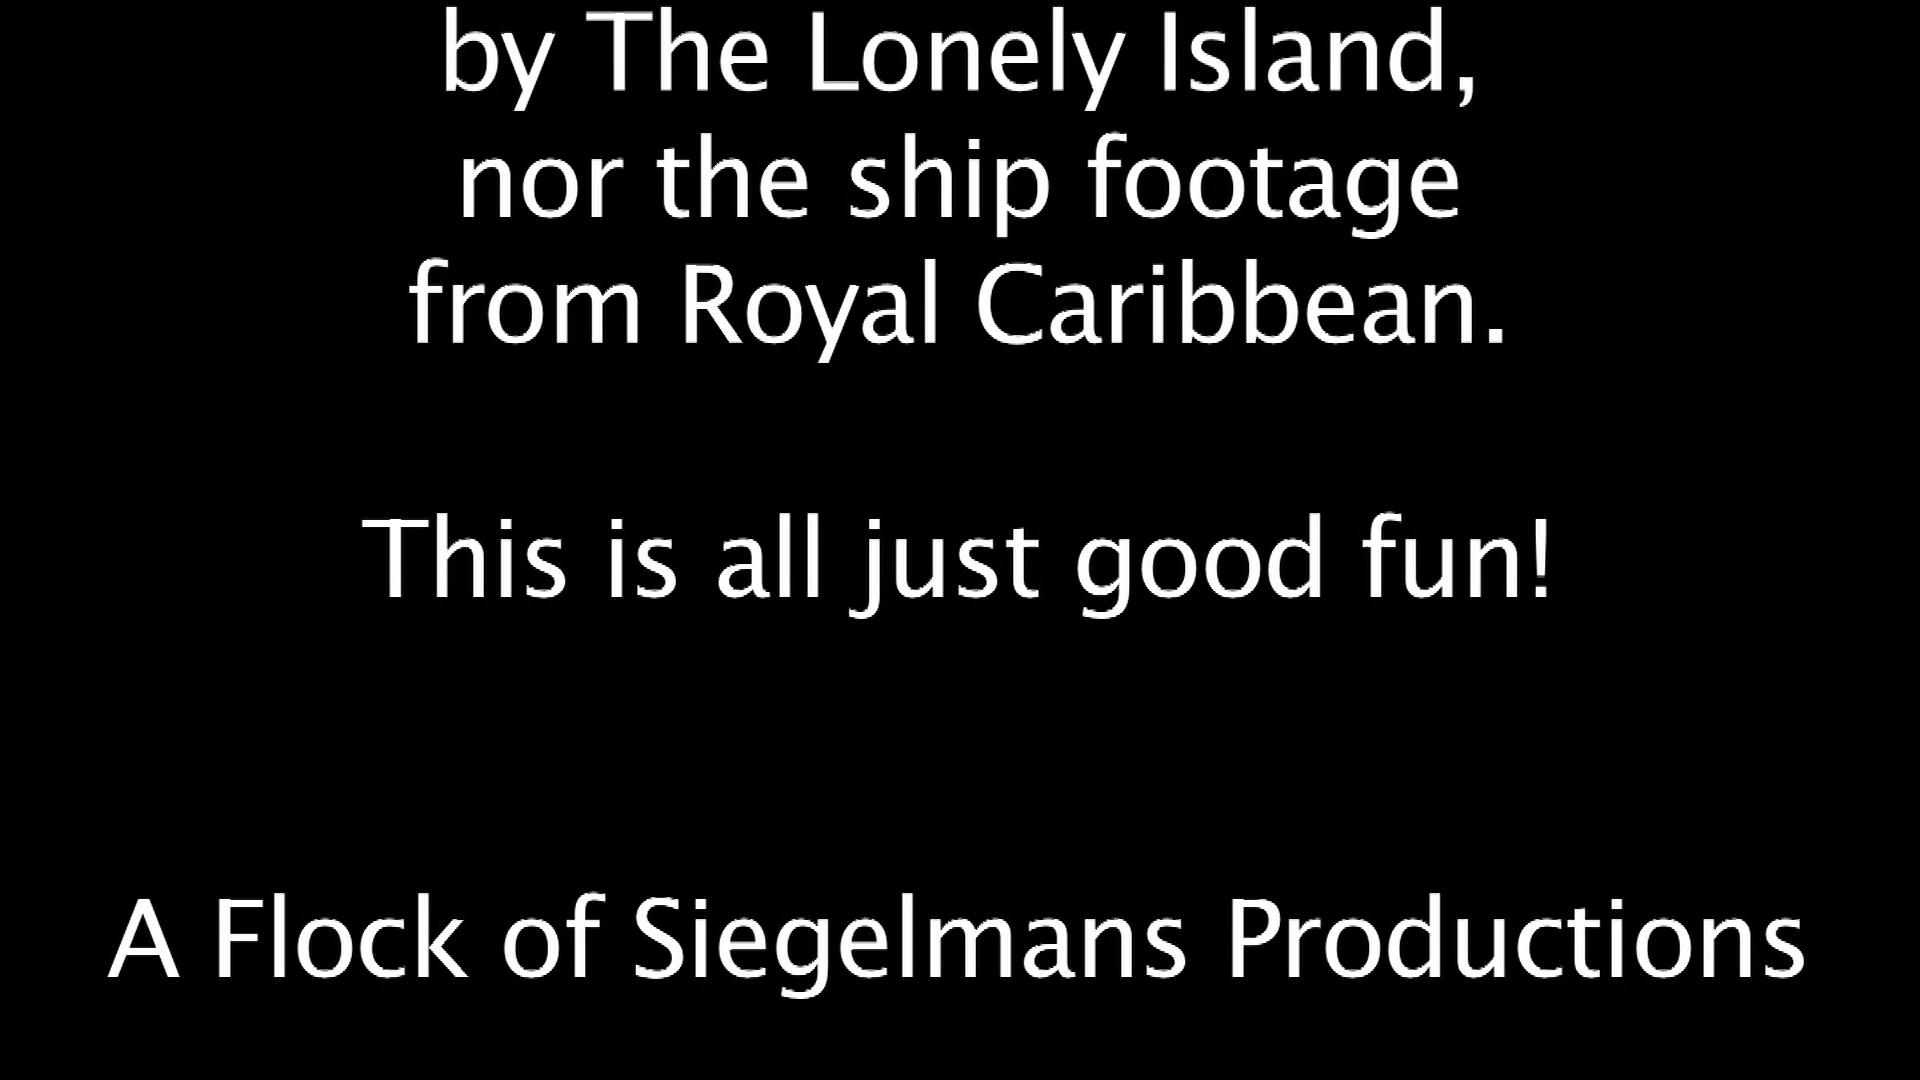 by The Lonely Island,
nor the ship footage
from Royal Caribbean.
This is all just good fun!
A Flock of Siegelmans Productions